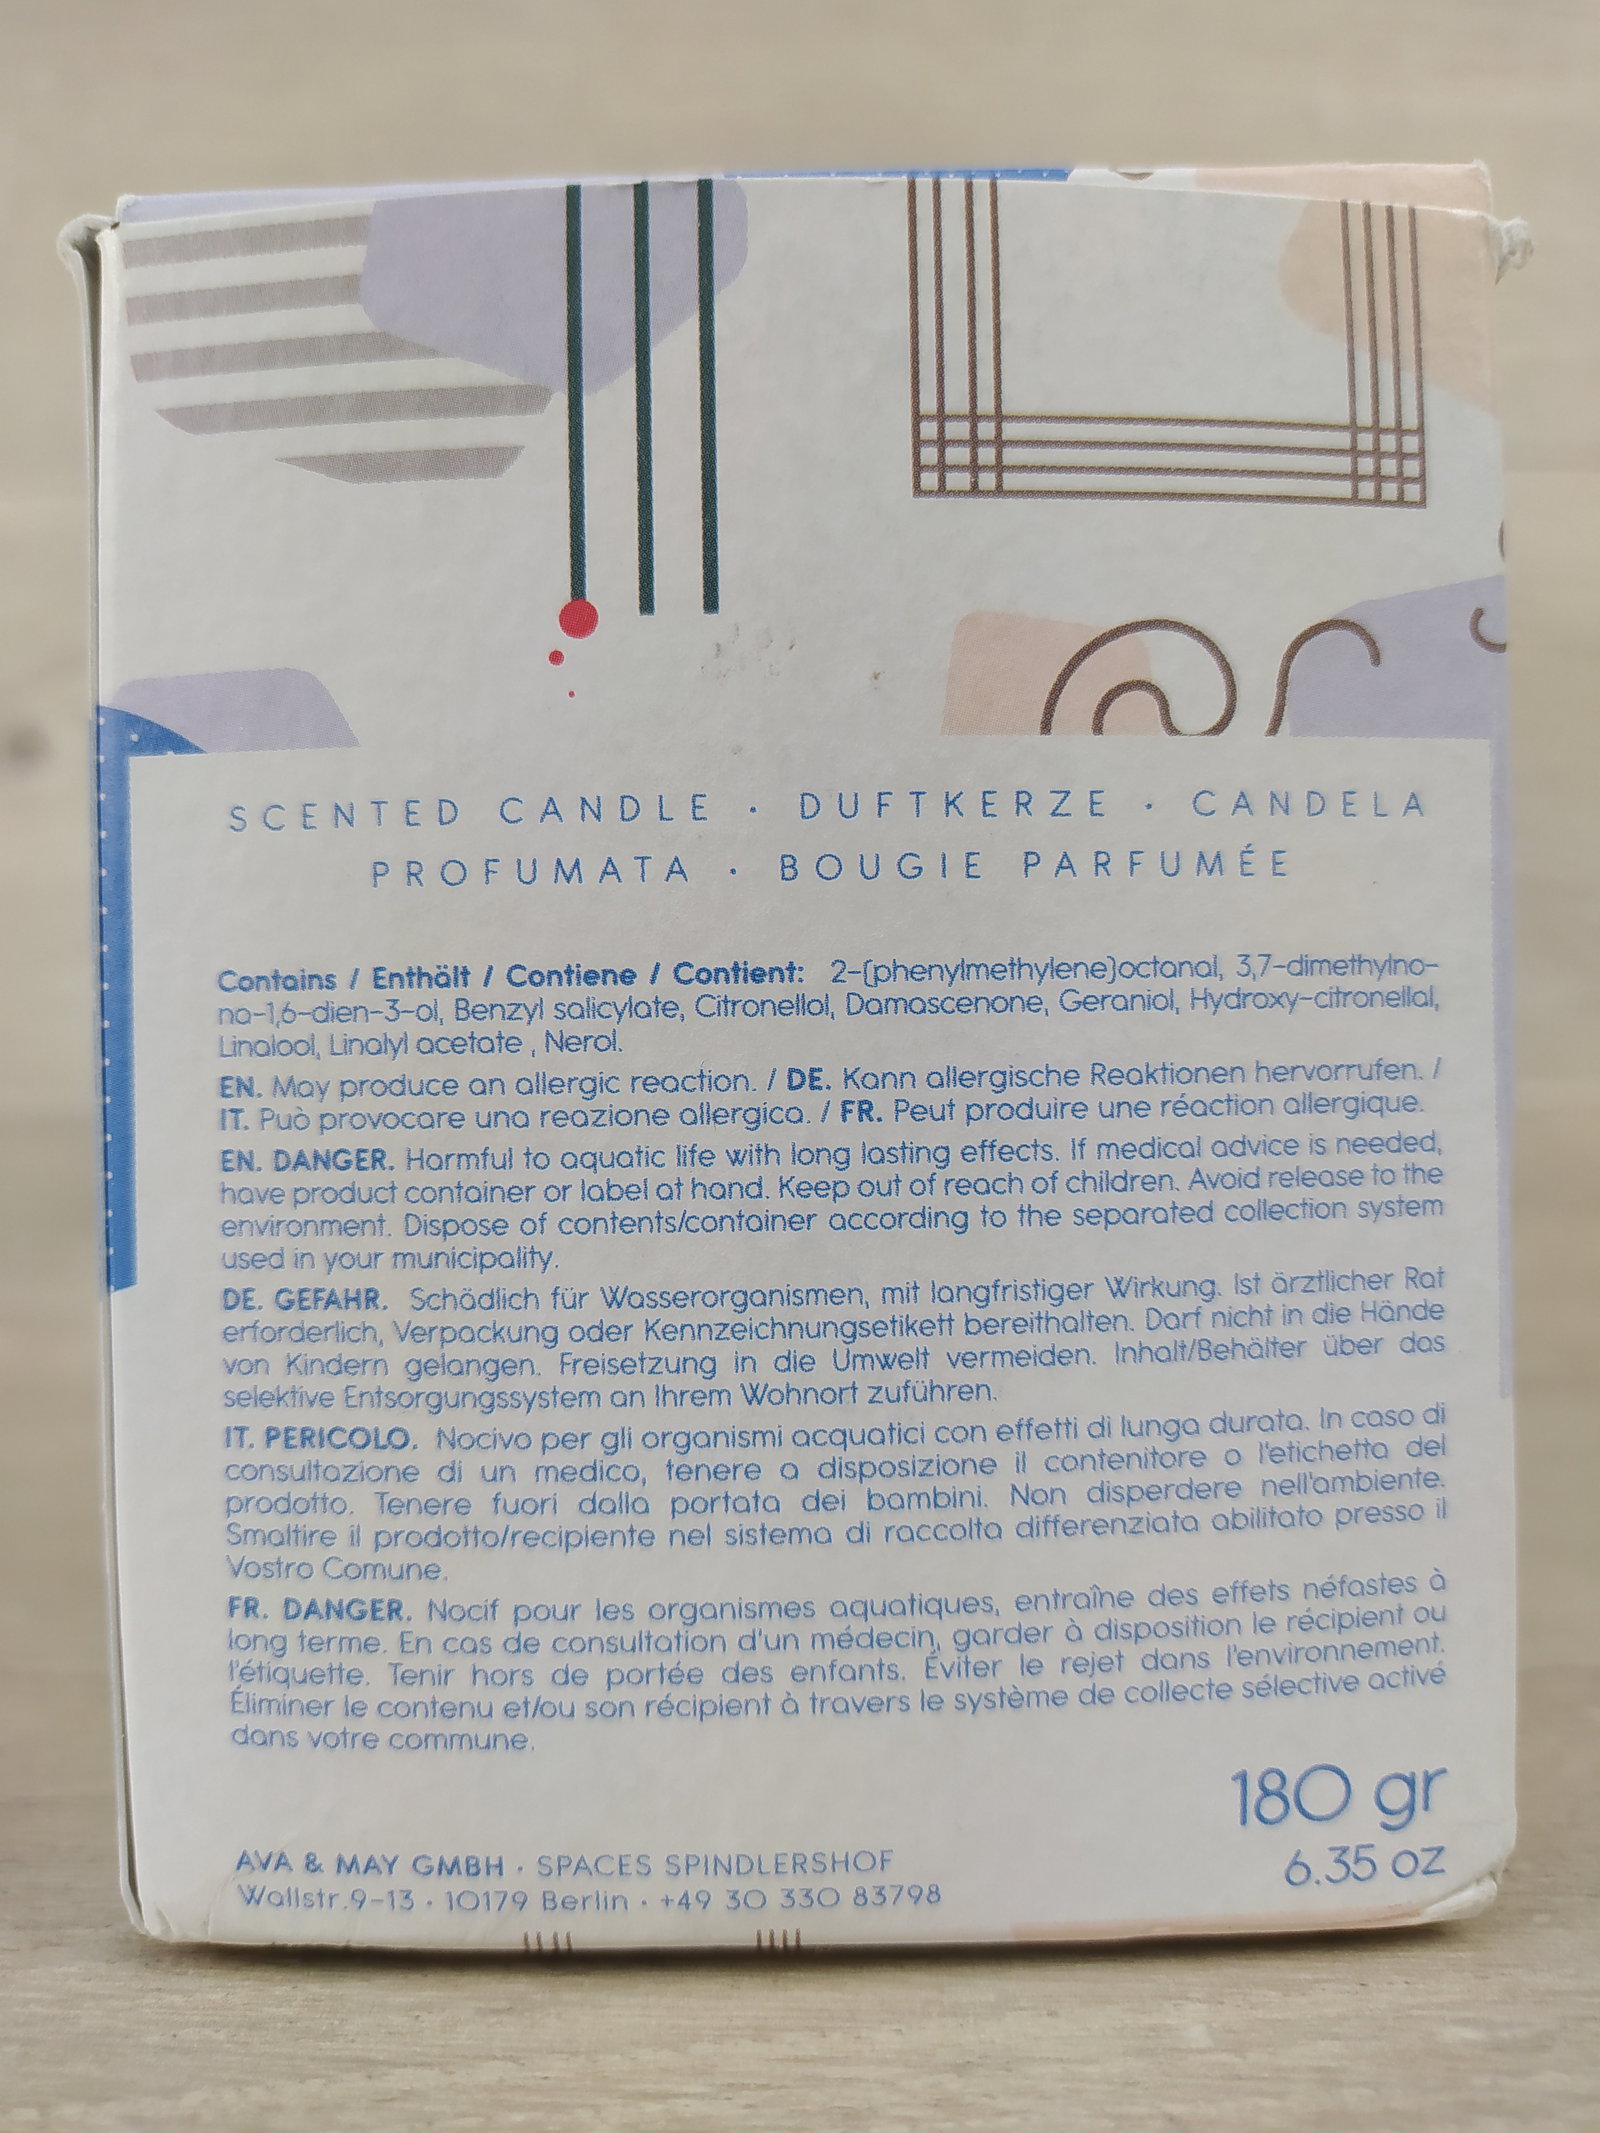 SCENTED CANDLE · DUFTKERZE · CANDELA
PROFUMATA · BOUGIE PARFUMÉE
Contains / Enthält / Contiene / Contient: 2-(phenylmethylene)octanal, 3,7-dimethylno-
na-1,6-dien-3-ol, Benzyl salicylate, Citronellol, Damascenone, Geraniol, Hydroxy-citronellal,
Linalool, Linalyl acetate , Nerol.
EN. May produce an allergic reaction. / DE. Kann allergische Reaktionen hervorrufen. /
IT. Può provocare una reazione allergica. / FR. Peut produire une réaction allergique.
EN. DANGER. Harmful to aquatic life with long lasting effects. If medical advice is needed,
have product container or label at hand. Keep out of reach of children. Avoid release to the
environment. Dispose of contents/container according to the separated collection system
used in your municipality.
DE. GEFAHR. Schädlich für Wasserorganismen, mit langfristiger Wirkung. Ist ärztlicher Rat
erforderlich, Verpackung oder Kennzeichnungsetikett bereithalten. Darf nicht in die Hände
von Kindern gelangen. Freisetzung in die Umwelt vermeiden. Inhalt/Behälter über das
selektive Entsorgungssystem an Ihrem Wohnort zuführen.
IT. PERICOLO. Nocivo per gli organismi acquatici con effetti di lunga durata. In caso di
consultazione di un medico, tenere a disposizione il contenitore o l'etichetta del
prodotto. Tenere fuori dalla portata dei bambini. Non disperdere nell'ambiente.
Smaltire il prodotto/recipiente nel sistema di raccolta differenziata abilitato presso il
Vostro Comune.
FR. DANGER. Nocif pour les organismes aquatiques, entraîne des effets néfastes à
long terme. En cas de consultation d'un médecin, garder à disposition le récipient ou
l'étiquette. Tenir hors de portée des enfants. Éviter le rejet dans l'environnement.
Éliminer le contenu et/ou son récipient à travers le système de collecte sélective activé
dans votre commune.
180 gr
6.35 oz
AVA & MAY GMBH · SPACES SPINDLERSHOF
Wallstr.9-13 · 10179 Berlin · +49 30 330 83798